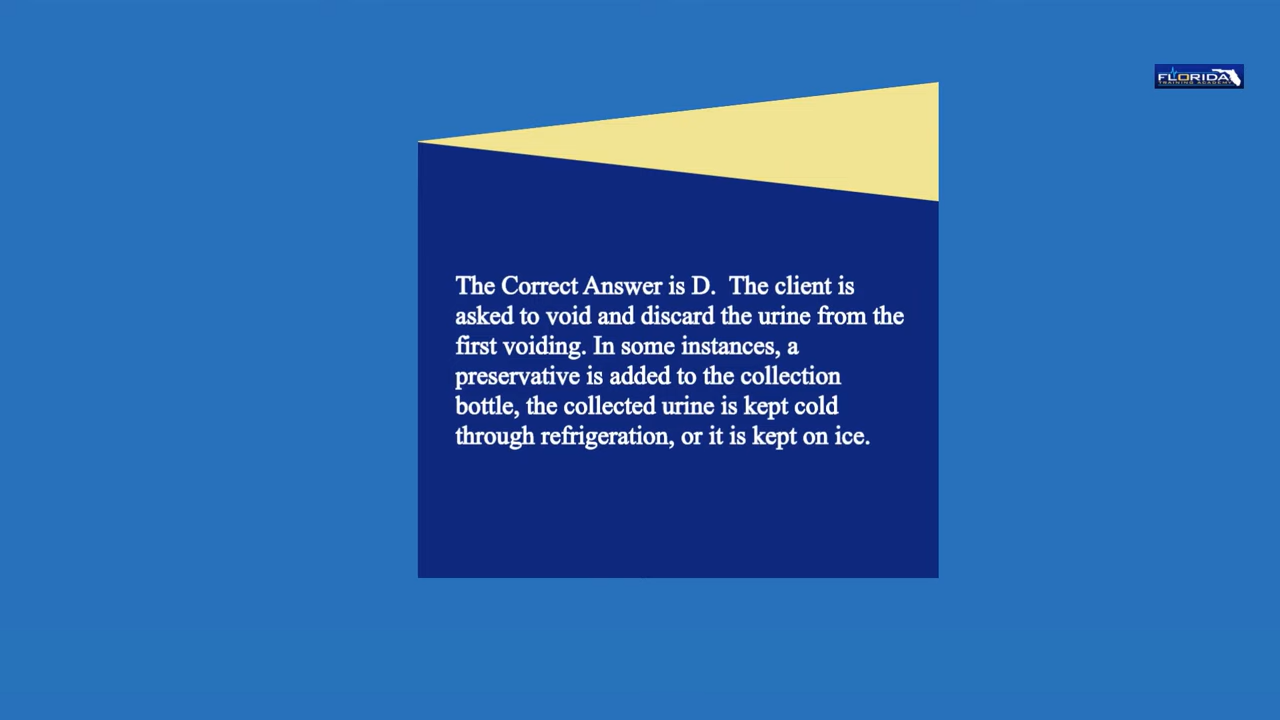 FLORIDA
TRAINING ACADEMY
The Correct Answer is D.  The client is
asked to void and discard the urine from the
first voiding. In some instances, a
preservative is added to the collection
bottle, the collected urine is kept cold
through refrigeration, or it is kept on ice.